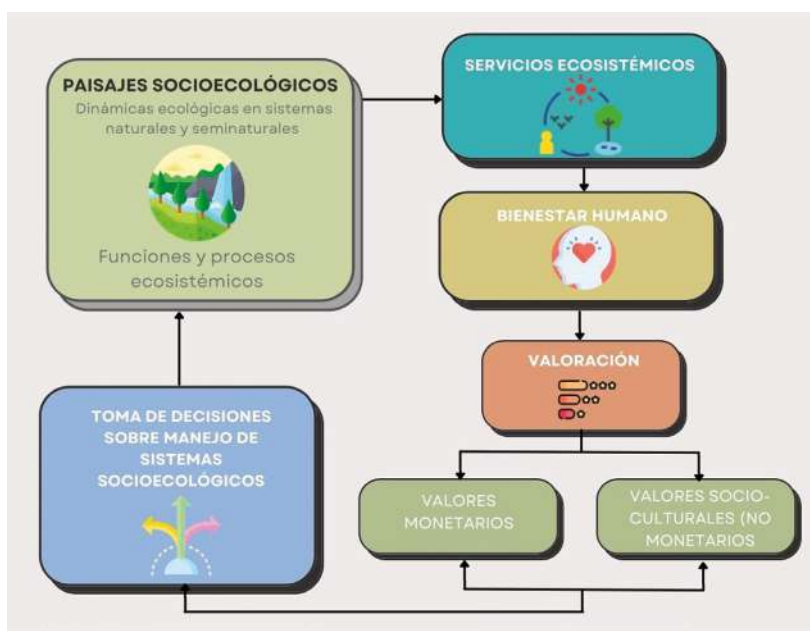 PAISAJES SOCIOECOLÓGICOS
Dinámicas ecológicas en sistemas
naturales y seminaturales
Funciones y procesos
ecosistémicos
SERVICIOS ECOSISTÉMICOS
BIENESTAR HUMANO
VALORACIÓN
VALORES
MONETARIOS
VALORES SOCIO-
CULTURALES (NO
MONETARIOS
TOMA DE DECISIONES
SOBRE MANEJO DE
SISTEMAS
SOCIOECOLÓGICOS